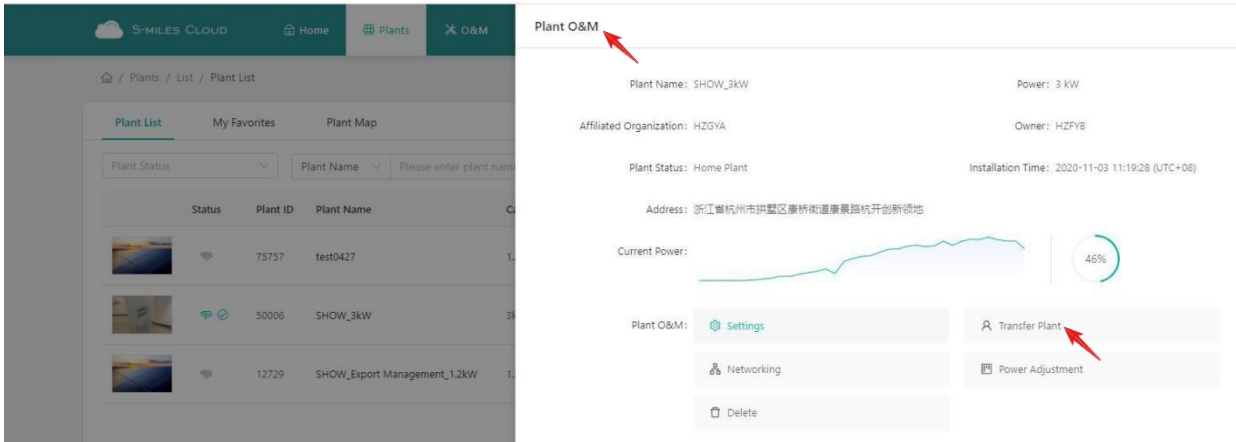 S-MILES CLOUD
Home
Plants
O&M
/ Plants / List / Plant List
Plant List
My Favorites
Plant Map
Plant Status
Plant Name
Please enter plant nam
Status
Plant ID
Plant Name
Ca
75757
test0427
1.
50006
SHOW_3kW
3k
12729
SHOW_Export Management_1.2kW
1.
Plant O&M
Plant Name: SHOW_3kW
Power: 3 kW
Affiliated Organization: HZGYA
Owner: HZFYB
Plant Status: Home Plant
Installation Time: 2020-11-03 11:19:28 (UTC+08)
Address: 浙江省杭州市拱墅区康桥街道康景路杭开创新领地
Current Power:
46%
Plant O&M:
Settings
Transfer Plant
Networking
Power Adjustment
Delete